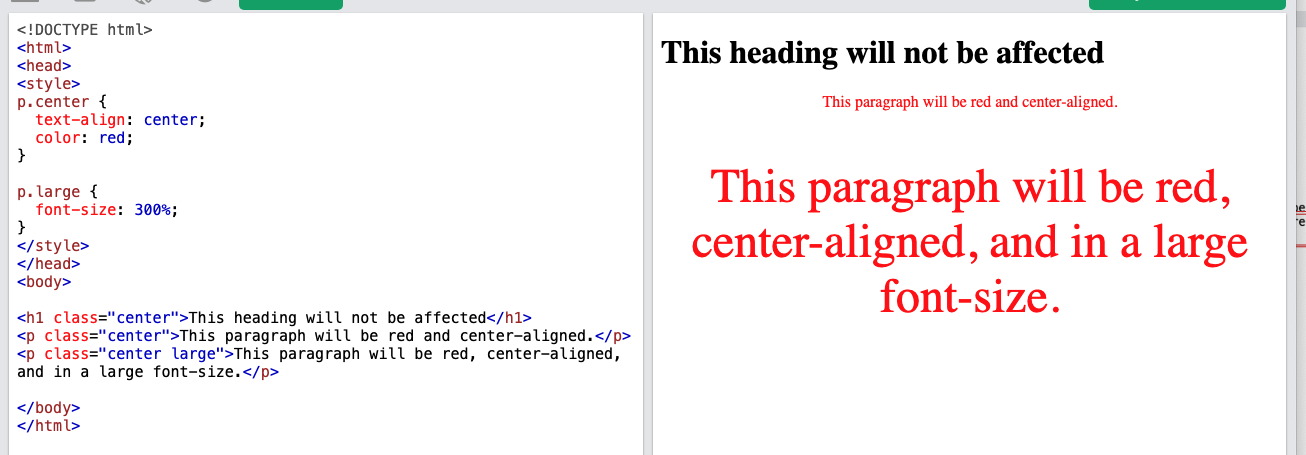 <!DOCTYPE html>
<html>
<head>
<style>
p.center {
  text-align: center;
  color: red;
}

p.large {
  font-size: 300%;
}
</style>
</head>
<body>

<h1 class="center">This heading will not be affected</h1>
<p class="center">This paragraph will be red and center-aligned.</p>
<p class="center large">This paragraph will be red, center-aligned,
and in a large font-size.</p>

</body>
</html>
This heading will not be affected
This paragraph will be red and center-aligned.
This paragraph will be red,
center-aligned, and in a large
font-size.